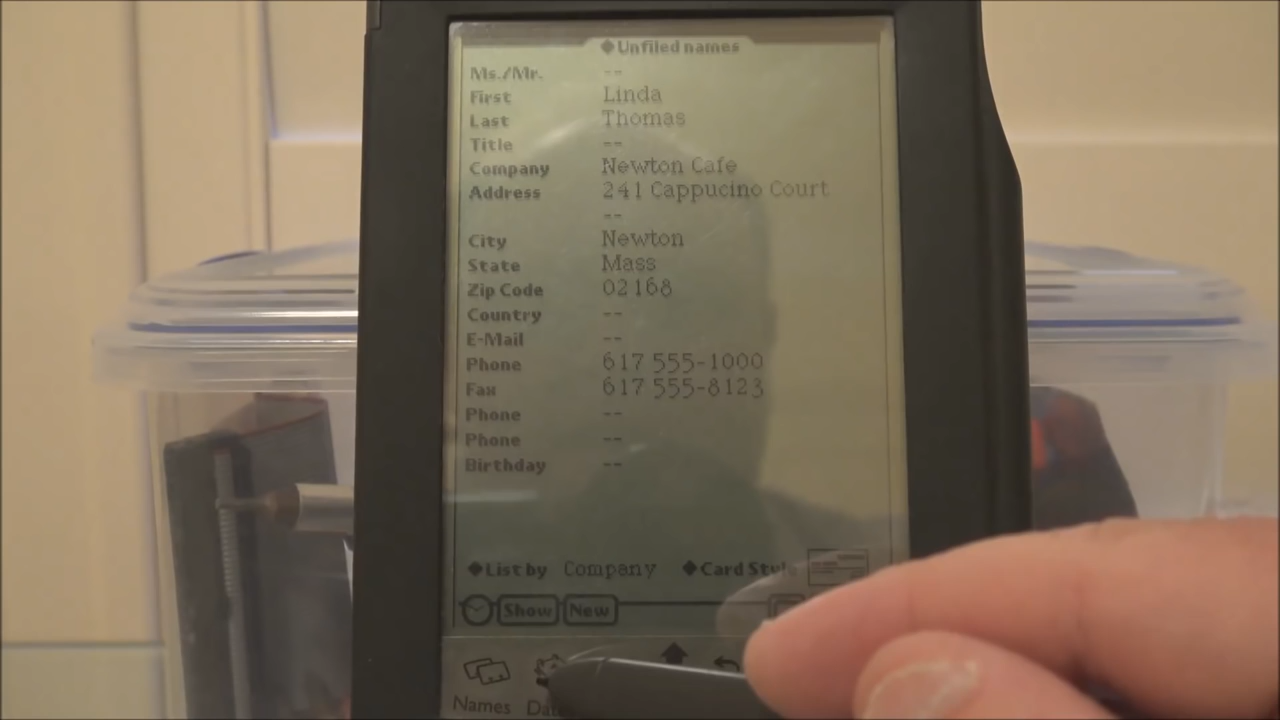 ◆Unfiled names
Ms./Mr. --
First Linda
Last Thomas
Title --
Company Newton Cafe
Address 241 Cappucino Court
--
City Newton
State Mass
Zip Code 02168
Country --
E-Mail --
Phone 617 555-1000
Fax 617 555-8123
Phone --
Phone --
Birthday --
◆List by Company ◆Card Style
Show New
Names